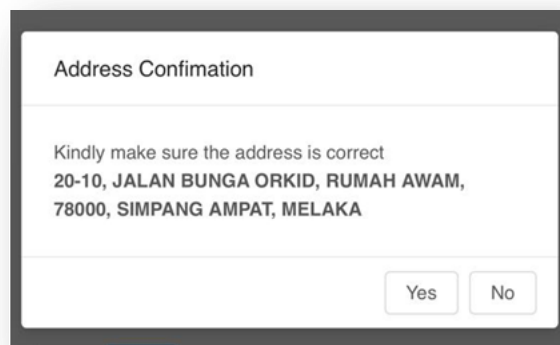 Address Confimation
Kindly make sure the address is correct
20-10, JALAN BUNGA ORKID, RUMAH AWAM,
78000, SIMPANG AMPAT, MELAKA
Yes No